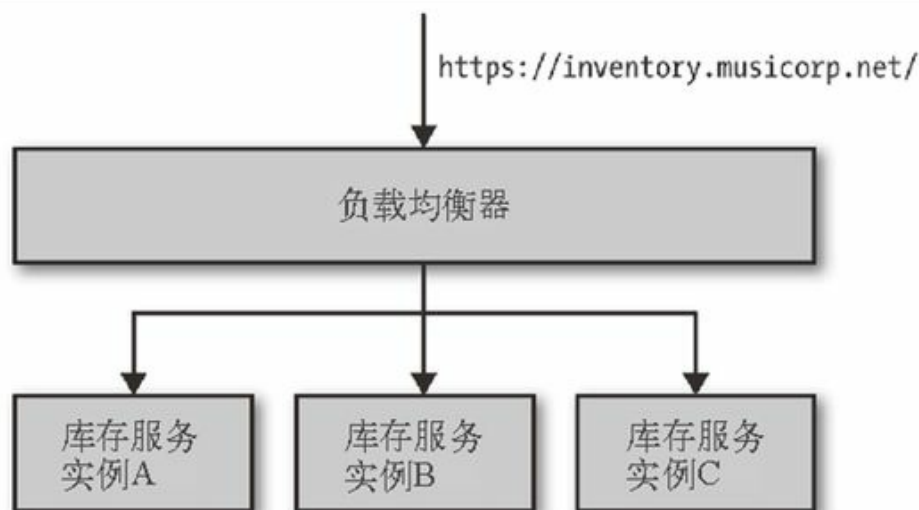 https://inventory.musicorp.net/
负载均衡器
库存服务
实例A
库存服务
实例B
库存服务
实例C